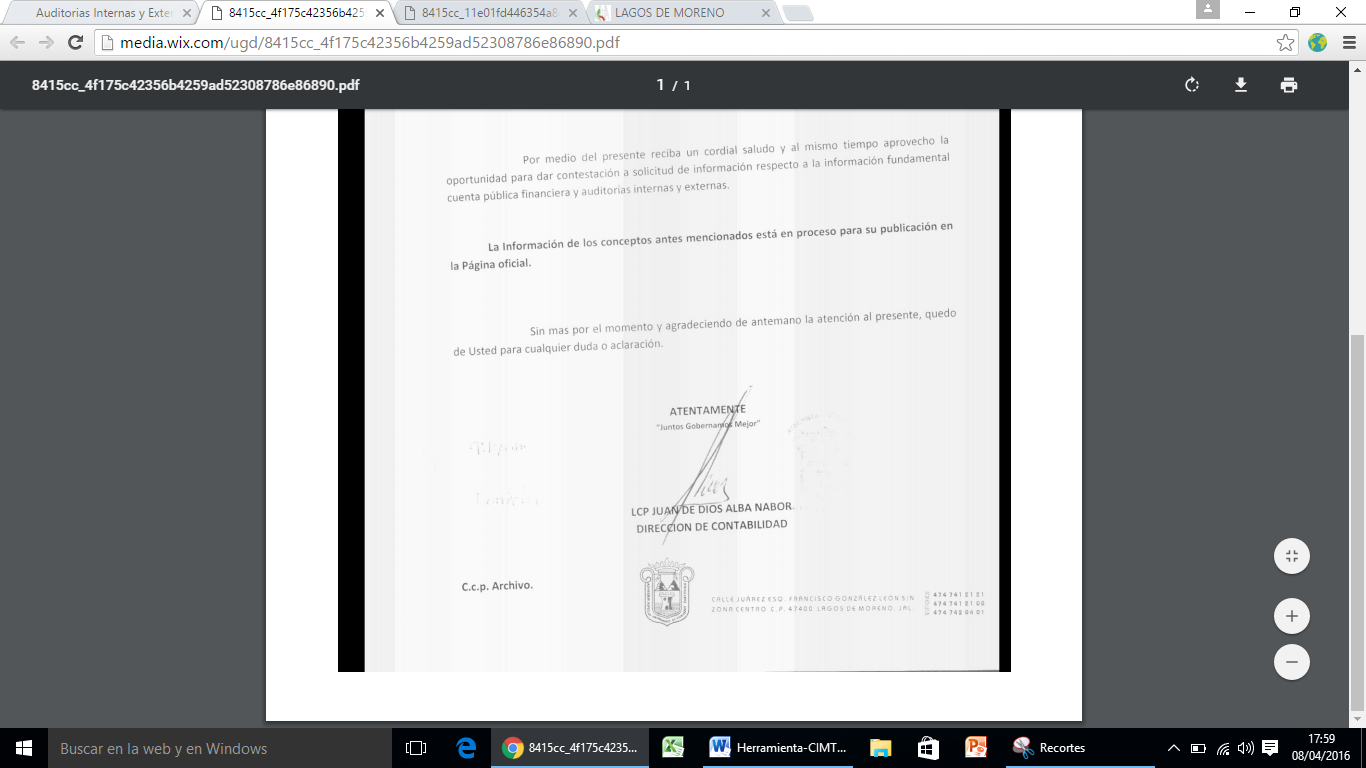 Auditorias Internas y Exter
8415cc_4f175c42356b425
8415cc_11e01fd446354a8
LAGOS DE MORENO
media.wix.com/ugd/8415cc_4f175c42356b4259ad52308786e86890.pdf
8415cc_4f175c42356b4259ad52308786e86890.pdf
1 / 1
Por medio del presente reciba un cordial saludo y al mismo tiempo aprovecho la
oportunidad para dar contestación a solicitud de información respecto a la información fundamental
cuenta pública financiera y auditorias internas y externas.
La Información de los conceptos antes mencionados está en proceso para su publicación en
la Página oficial.
Sin mas por el momento y agradeciendo de antemano la atención al presente, quedo
de Usted para cualquier duda o aclaración.
ATENTAMENTE
"Juntos Gobernamos Mejor"
LCP JUAN DE DIOS ALBA NABOR.
DIRECCION DE CONTABILIDAD
C.c.p. Archivo.
CALLE JUÁREZ ESQ. FRANCISCO GONZÁLEZ LEÓN S/N
ZONA CENTRO C.P. 47400 LAGOS DE MORENO, JAL.
474 741 21 21
474 741 21 00
Buscar en la web y en Windows
8415cc_4f175c4235...
Herramienta-CIMT...
Recortes
17:59
08/04/2016